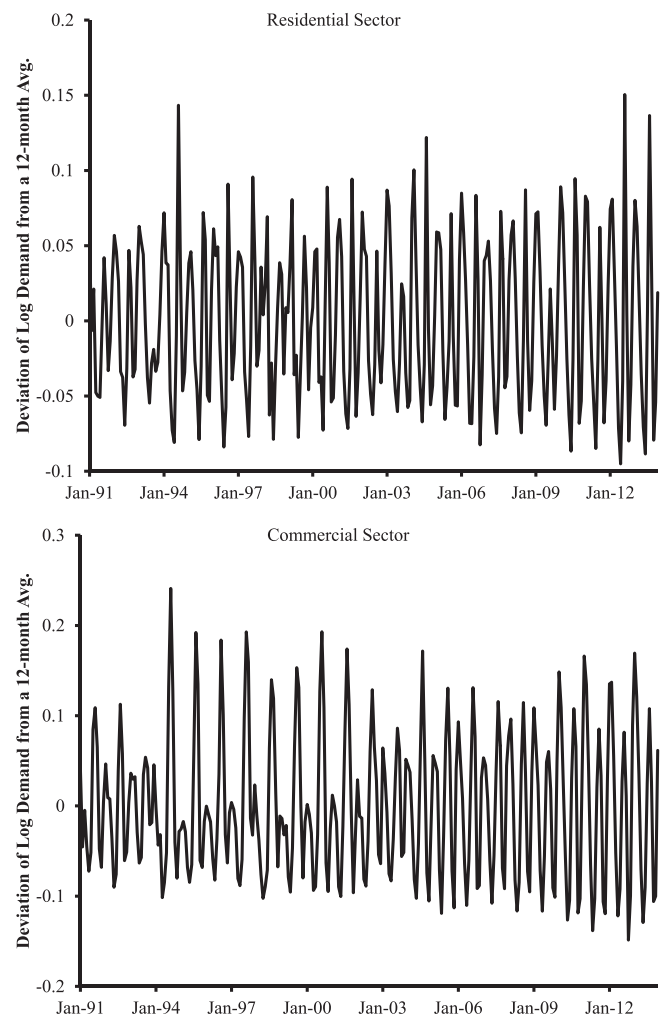 Residential Sector
Deviation of Log Demand from a 12-month Avg.
0.2
0.15
0.1
0.05
0
-0.05
-0.1
Jan-91 Jan-94 Jan-97 Jan-00 Jan-03 Jan-06 Jan-09 Jan-12
Commercial Sector
Deviation of Log Demand from a 12-month Avg.
0.3
0.2
0.1
0
-0.1
-0.2
Jan-91 Jan-94 Jan-97 Jan-00 Jan-03 Jan-06 Jan-09 Jan-12